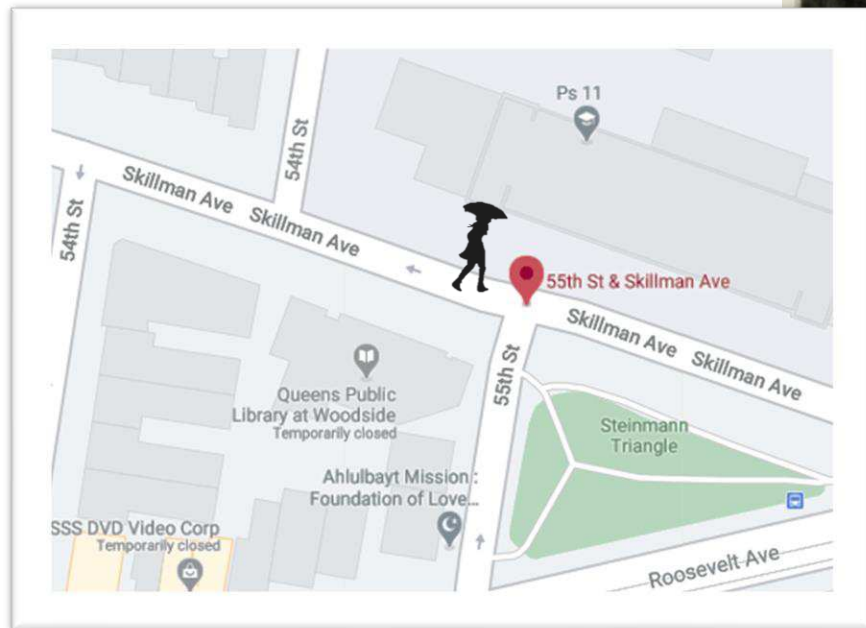 Ps 11
54th St
Skillman Ave
Skillman Ave
54th St
55th St & Skillman Ave
Skillman Ave
Skillman Ave
55th St
Queens Public
Library at Woodside
Temporarily closed
Steinmann
Triangle
Ahlulbayt Mission :
Foundation of Love...
SSS DVD Video Corp
Temporarily closed
Roosevelt Ave